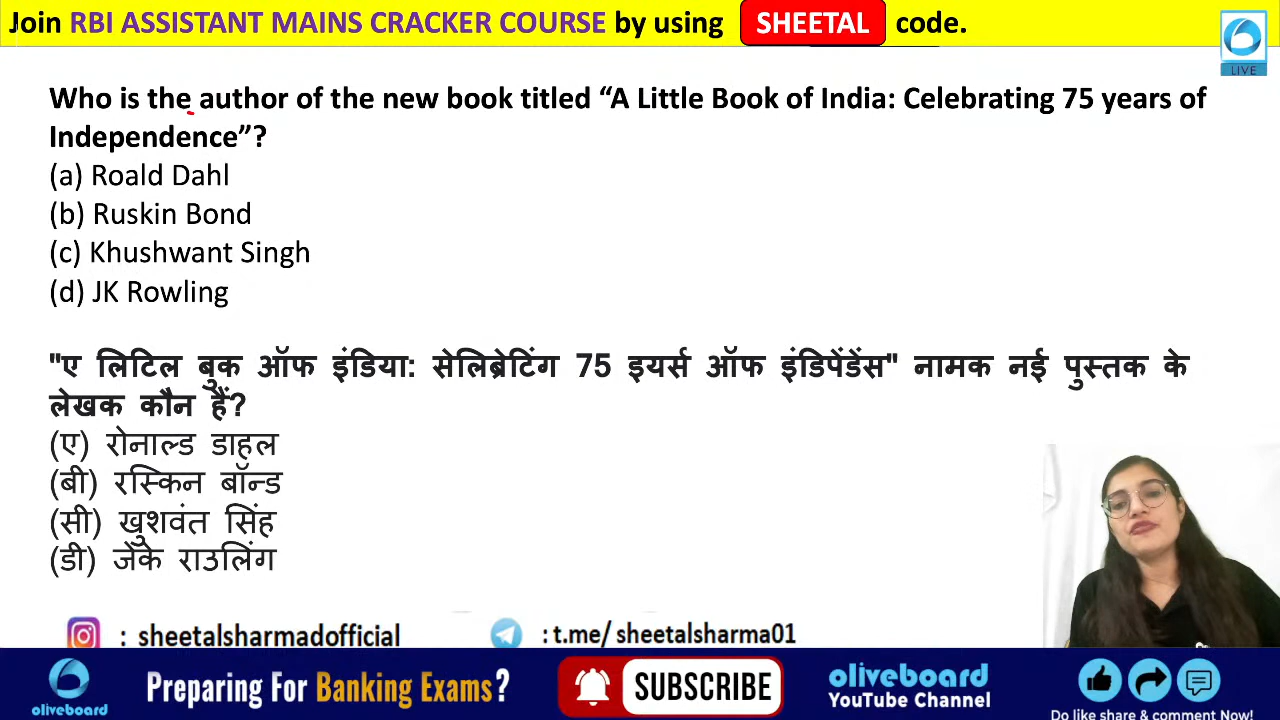 Join RBI ASSISTANT MAINS CRACKER COURSE by using SHEETAL code.
LIVE
Who is the author of the new book titled “A Little Book of India: Celebrating 75 years of
Independence”?
(a) Roald Dahl
(b) Ruskin Bond
(c) Khushwant Singh
(d) JK Rowling
"ए लिटिल बुक ऑफ इंडिया: सेलिब्रेटिंग 75 इयर्स ऑफ इंडिपेंडेंस" नामक नई पुस्तक के
लेखक कौन हैं?
(ए) रोनाल्ड डाहल
(बी) रस्किन बॉन्ड
(सी) खुशवंत सिंह
(डी) जेके राउलिंग
: sheetalsharmadofficial : t.me/ sheetalsharma01
oliveboard
Preparing For Banking Exams?
SUBSCRIBE
oliveboard
YouTube Channel
Do like share & comment Now!